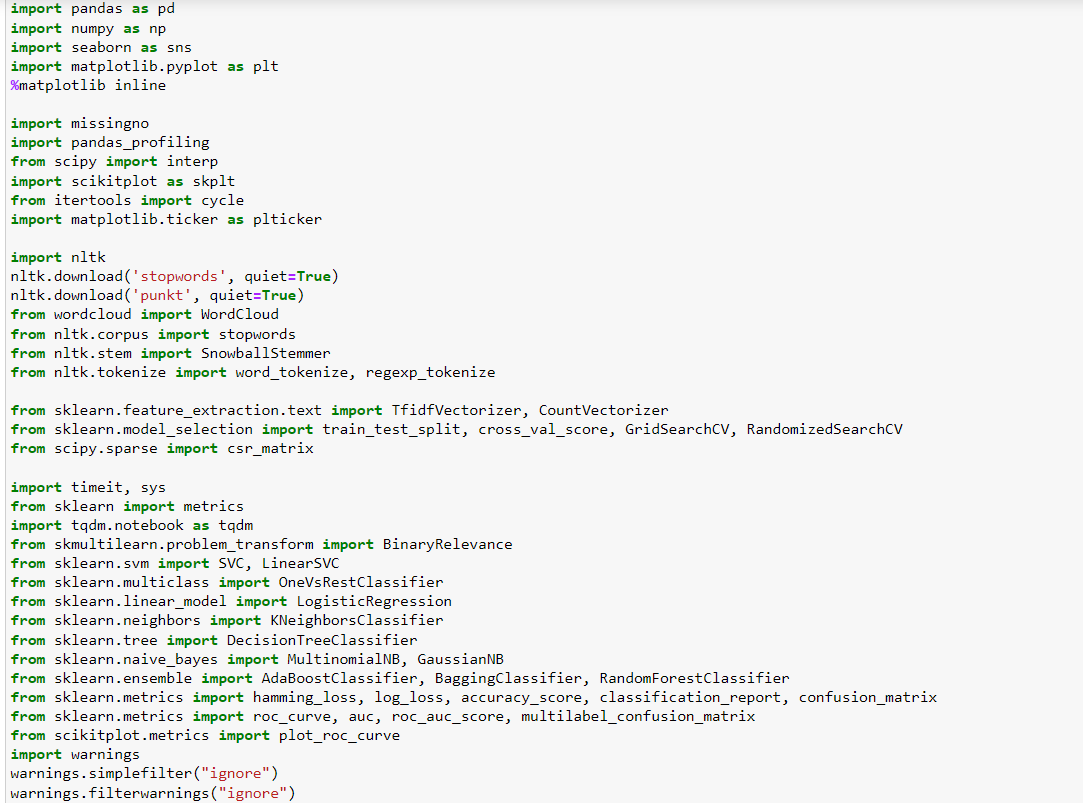 import pandas as pd
import numpy as np
import seaborn as sns
import matplotlib.pyplot as plt
%matplotlib inline

import missingno
import pandas_profiling
from scipy import interp
import scikitplot as skplt
from itertools import cycle
import matplotlib.ticker as plticker

import nltk
nltk.download('stopwords', quiet=True)
nltk.download('punkt', quiet=True)
from wordcloud import WordCloud
from nltk.corpus import stopwords
from nltk.stem import SnowballStemmer
from nltk.tokenize import word_tokenize, regexp_tokenize

from sklearn.feature_extraction.text import TfidfVectorizer, CountVectorizer
from sklearn.model_selection import train_test_split, cross_val_score, GridSearchCV, RandomizedSearchCV
from scipy.sparse import csr_matrix

import timeit, sys
from sklearn import metrics
import tqdm.notebook as tqdm
from skmultilearn.problem_transform import BinaryRelevance
from sklearn.svm import SVC, LinearSVC
from sklearn.multiclass import OneVsRestClassifier
from sklearn.linear_model import LogisticRegression
from sklearn.neighbors import KNeighborsClassifier
from sklearn.tree import DecisionTreeClassifier
from sklearn.naive_bayes import MultinomialNB, GaussianNB
from sklearn.ensemble import AdaBoostClassifier, BaggingClassifier, RandomForestClassifier
from sklearn.metrics import hamming_loss, log_loss, accuracy_score, classification_report, confusion_matrix
from sklearn.metrics import roc_curve, auc, roc_auc_score, multilabel_confusion_matrix
from scikitplot.metrics import plot_roc_curve
import warnings
warnings.simplefilter("ignore")
warnings.filterwarnings("ignore")